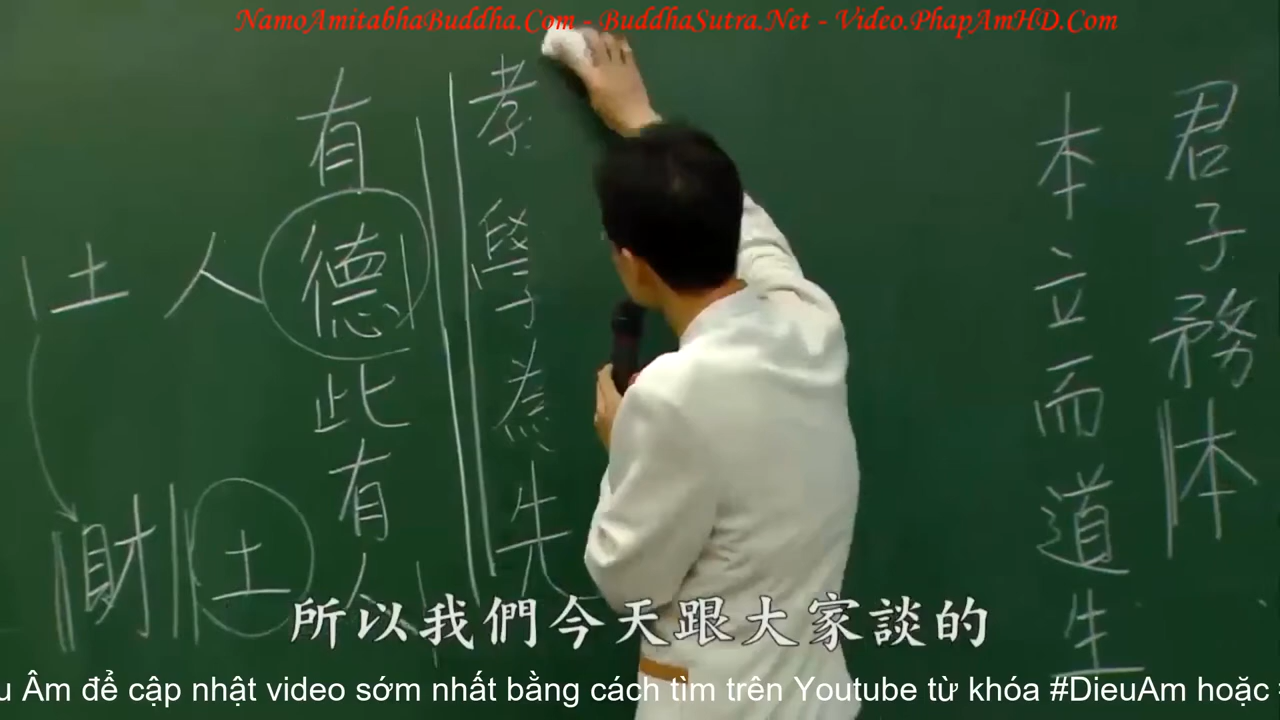 NamoAmitabhaBuddha.Com - BuddhaSutra.Net - Video.PhapAmHD.Com
君子務本
本立而道生
孝學為先
有德此有人
人
土
土
財
所以我們今天跟大家談的
u Âm để cập nhật video sớm nhất bằng cách tìm trên Youtube từ khóa #DieuAm hoặc